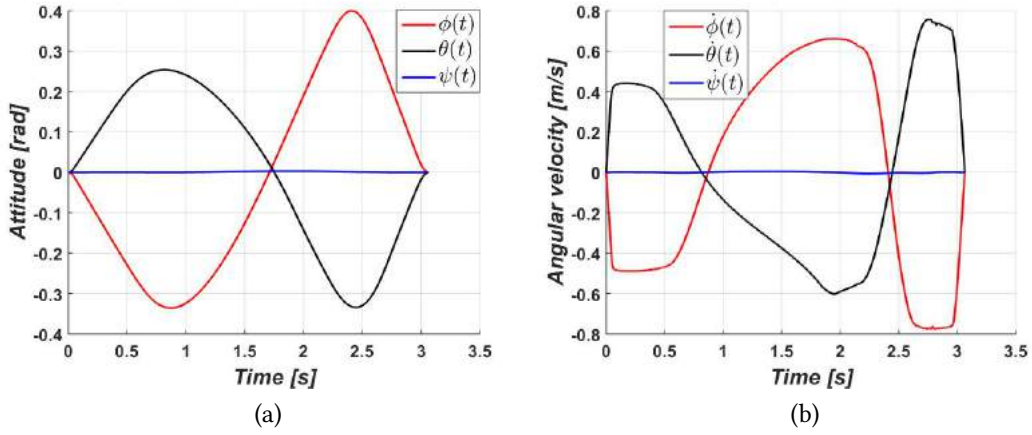 0.4
0.3
0.2
0.1
0
-0.1
-0.2
-0.3
-0.4
Attitude [rad]
0 0.5 1 1.5 2 2.5 3 3.5
Time [s]
ϕ(t)
θ(t)
ψ(t)
(a)
0.8
0.6
0.4
0.2
0
-0.2
-0.4
-0.6
-0.8
Angular velocity [m/s]
0 0.5 1 1.5 2 2.5 3 3.5
Time [s]
ϕ̇(t)
θ̇(t)
ψ̇(t)
(b)